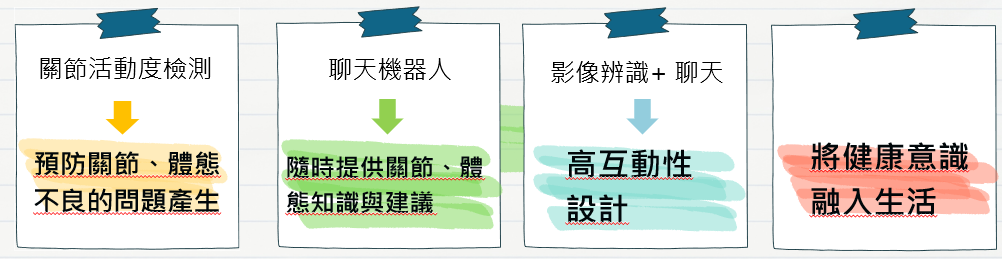 關節活動度檢測
預防關節、體態
不良的問題產生
聊天機器人
隨時提供關節、體
態知識與建議
影像辨識+ 聊天
高互動性
設計
將健康意識
融入生活